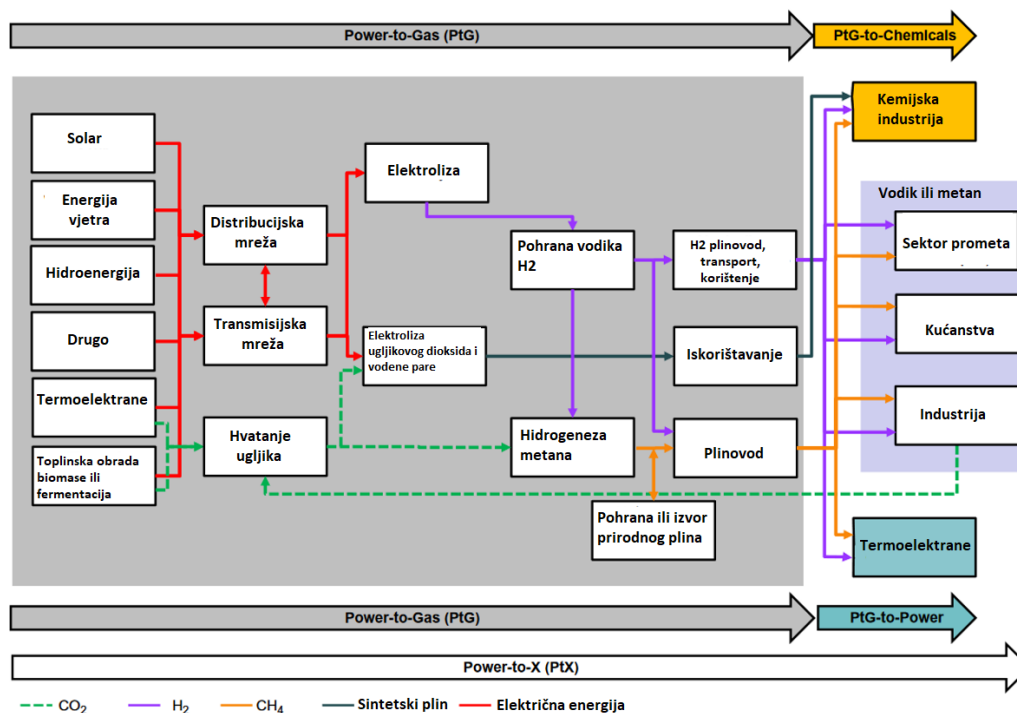 Power-to-Gas (PtG)
PtG-to-Chemicals
Solar
Energija
vjetra
Hidroenergija
Drugo
Termoelektrane
Toplinska obrada
biomase ili
fermentacija
Distribucijska
mreža
Transmisijska
mreža
Hvatanje
ugljika
Elektroliza
Elektroliza
ugljikovog dioksida i
vodene pare
Pohrana vodika
H2
Hidrogeneza
metana
Pohrana ili izvor
prirodnog plina
H2 plinovod,
transport,
korištenje
Iskorištavanje
Plinovod
Kemijska
industrija
Vodik ili metan
Sektor prometa
Kućanstva
Industrija
Termoelektrane
Power-to-Gas (PtG)
PtG-to-Power
Power-to-X (PtX)
CO₂
H₂
CH₄
Sintetski plin
Električna energija